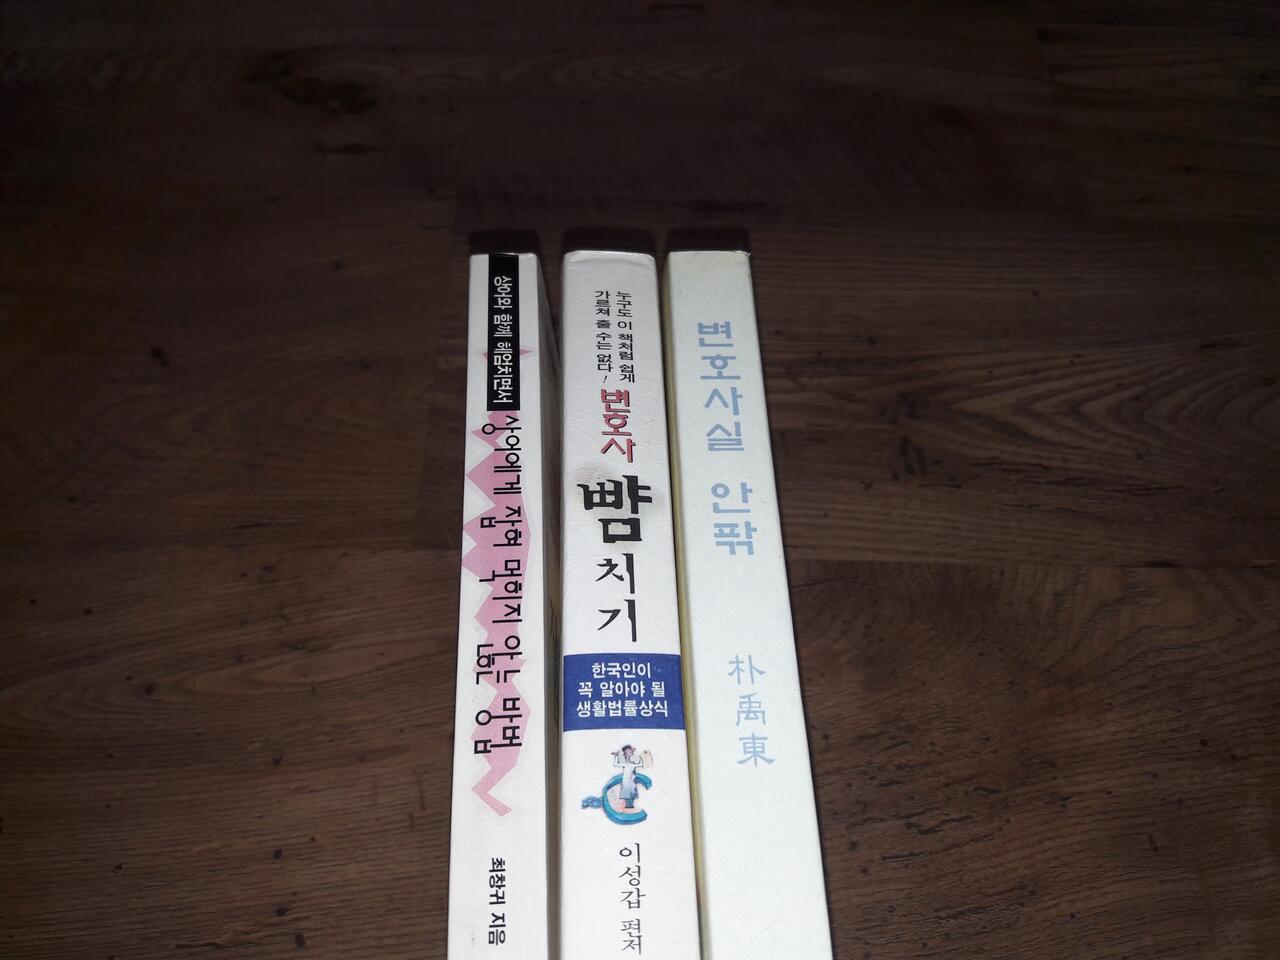 상어와 함께 헤엄치면서
상어에게 잡혀 먹히지 않는 방법
최창귀 지음
누구도 이 책처럼 쉽게
가르쳐 줄 수는 없다!
변호사
뺨치기
한국인이
꼭 알아야 될
생활법률상식
이성갑 편저
변호사실 안팎
朴禹東